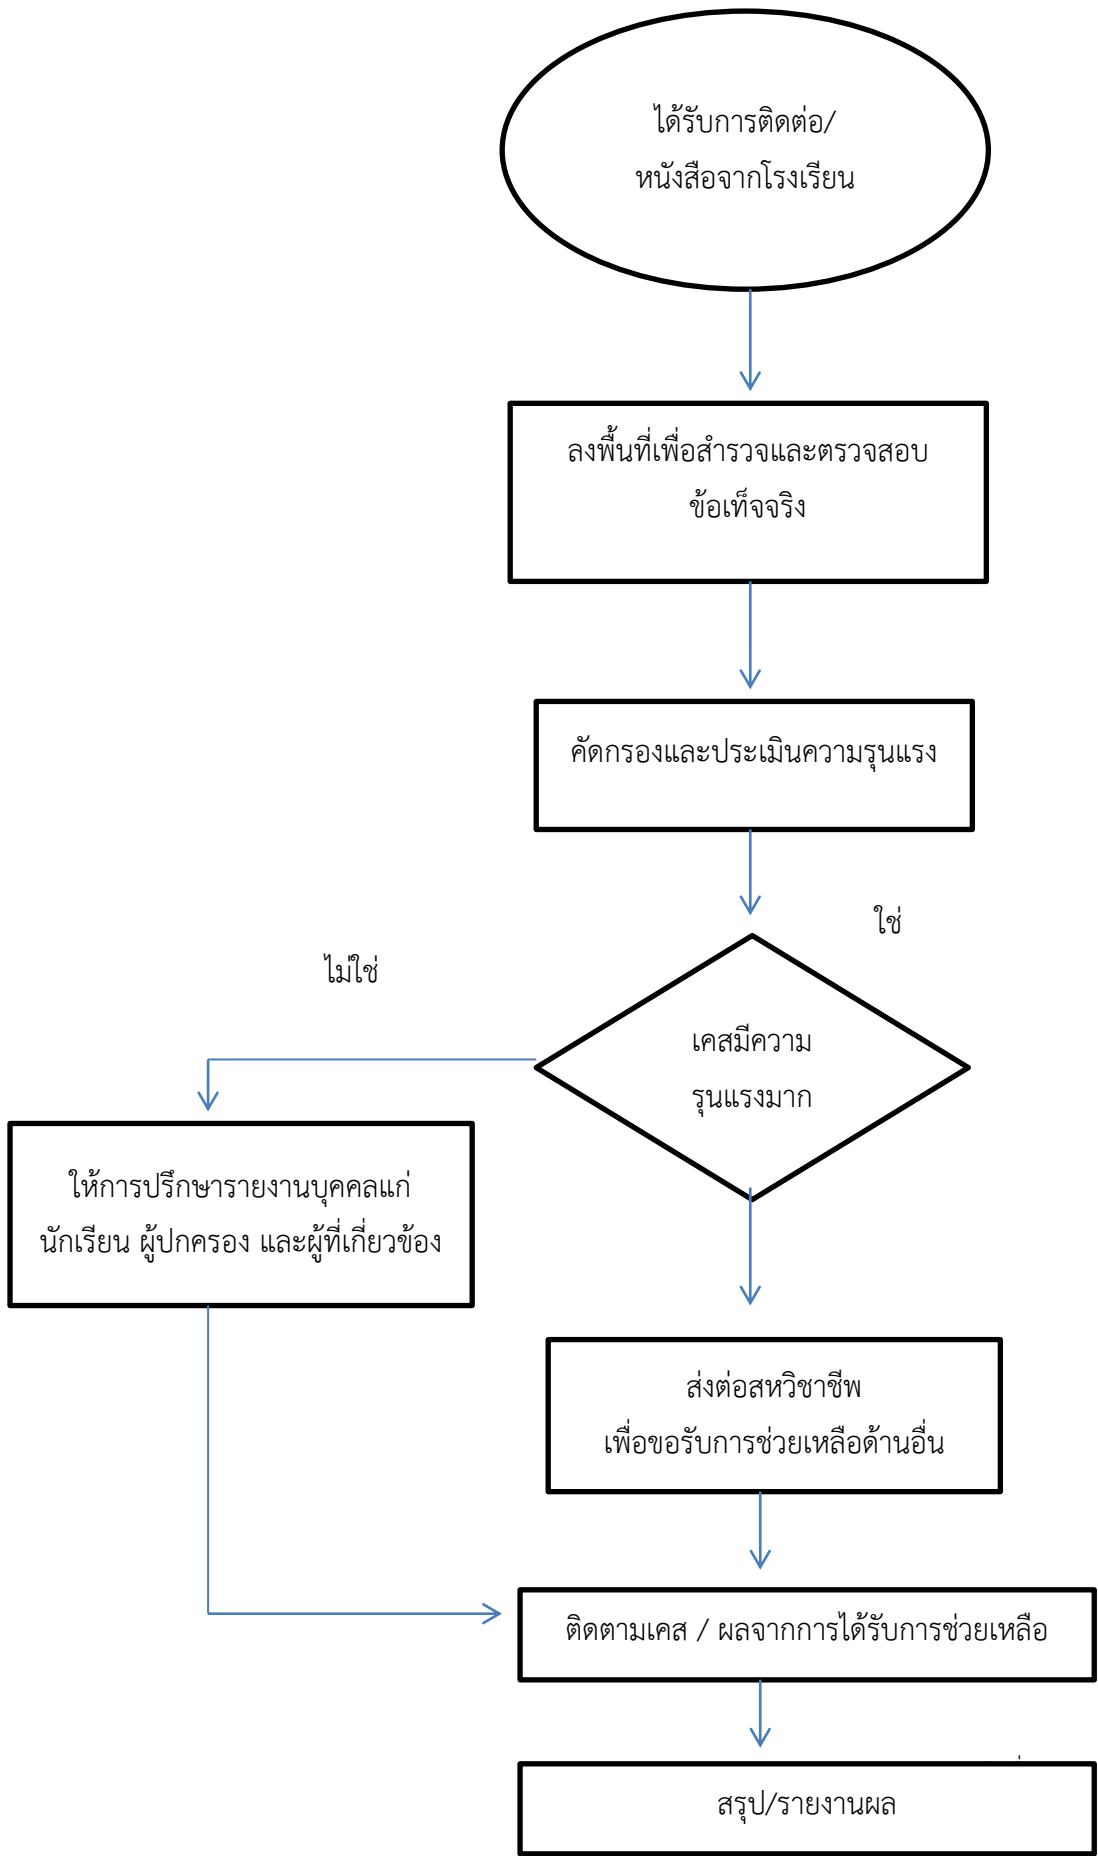 ได้รับการติดต่อ/
หนังสือจากโรงเรียน
ลงพื้นที่เพื่อสำรวจและตรวจสอบ
ข้อเท็จจริง
คัดกรองและประเมินความรุนแรง
ใช่
ไม่ใช่
เคสมีความ
รุนแรงมาก
ให้การปรึกษารายงานบุคคลแก่
นักเรียน ผู้ปกครอง และผู้ที่เกี่ยวข้อง
ส่งต่อสหวิชาชีพ
เพื่อขอรับการช่วยเหลือด้านอื่น
ติดตามเคส / ผลจากการได้รับการช่วยเหลือ
สรุป/รายงานผล